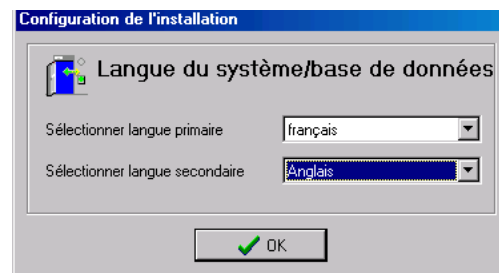 Configuration de l'installation
Langue du système/base de données
Sélectionner langue primaire français
Sélectionner langue secondaire Anglais
OK